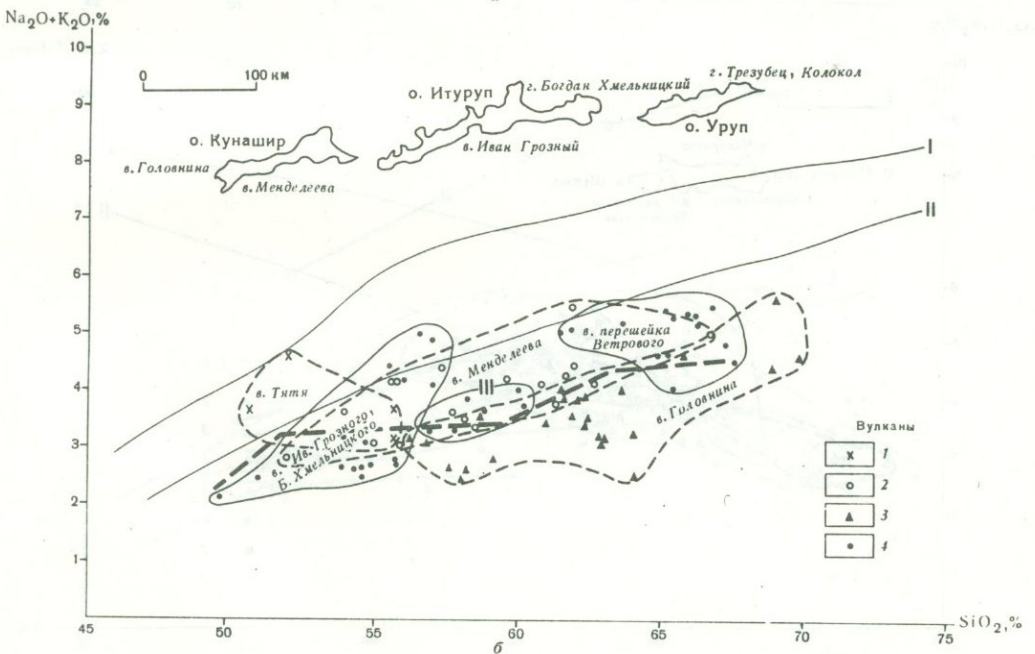 Na₂O+K₂O,%
10
9
8
7
6
5
4
3
2
1
0 100 км
о. Кунашир
в. Головнина
в. Менделеева
о. Итуруп
г. Богдан Хмельницкий
в. Иван Грозный
г. Трезубец, Колокол
о. Уруп
I
II
в. Тятя
в. Ив. Грозного,
Б. Хмельницкого
III
в. Менделеева
в. перешейка
Ветрового
в. Головнина
Вулканы
1
2
3
4
45 50 55 60 65 70 75
SiO₂,%
б